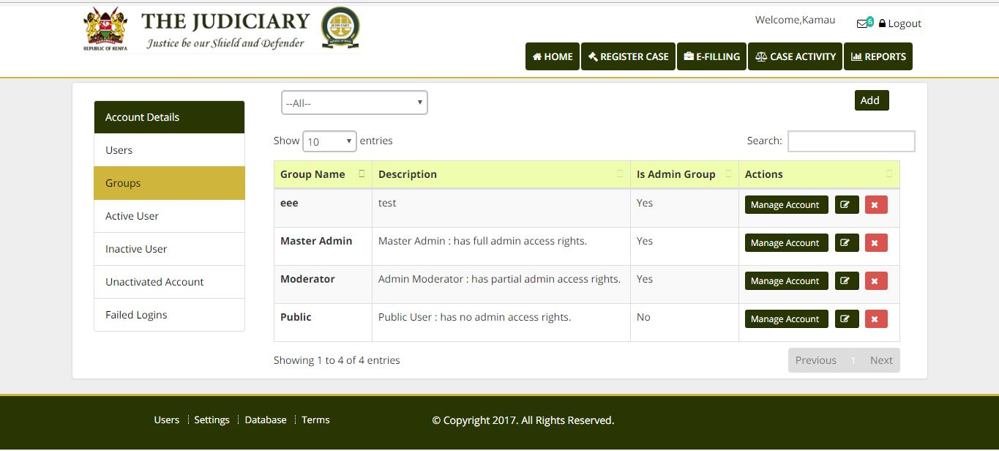 THE JUDICIARY
Justice be our Shield and Defender
REPUBLIC OF KENYA
Welcome,Kamau
6
Logout
HOME
REGISTER CASE
E-FILLING
CASE ACTIVITY
REPORTS
Account Details
Users
Groups
Active User
Inactive User
Unactivated Account
Failed Logins
--All--
Add
Show 10 entries
Search:
Group Name Description Is Admin Group Actions
eee test Yes Manage Account
Master Admin Master Admin : has full admin access rights. Yes Manage Account
Moderator Admin Moderator : has partial admin access rights. Yes Manage Account
Public Public User : has no admin access rights. No Manage Account
Showing 1 to 4 of 4 entries
Previous 1 Next
Users Settings Database Terms
© Copyright 2017. All Rights Reserved.